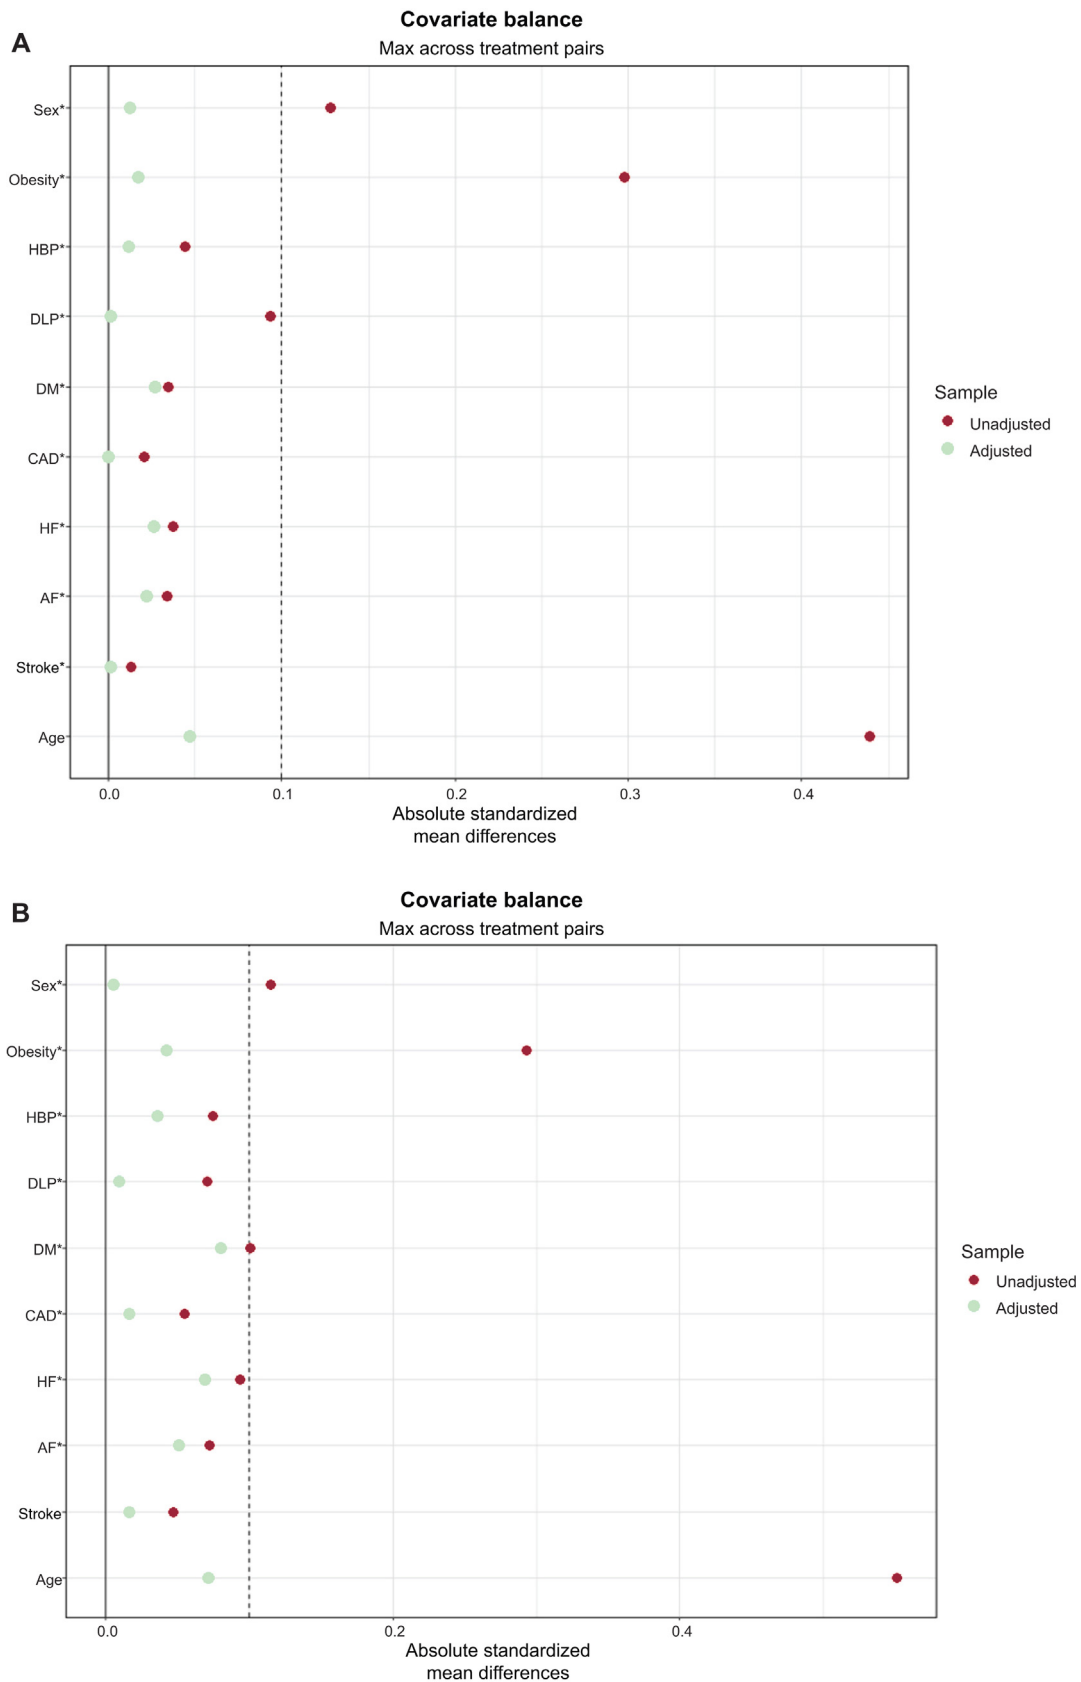 A
Covariate balance
Max across treatment pairs
Sex*
Obesity*
HBP*
DLP*
DM*
CAD*
HF*
AF*
Stroke*
Age
0.0 0.1 0.2 0.3 0.4
Absolute standardized
mean differences
Sample
Unadjusted
Adjusted
B
Covariate balance
Max across treatment pairs
Sex*
Obesity*
HBP*
DLP*
DM*
CAD*
HF*
AF*
Stroke
Age
0.0 0.2 0.4
Absolute standardized
mean differences
Sample
Unadjusted
Adjusted